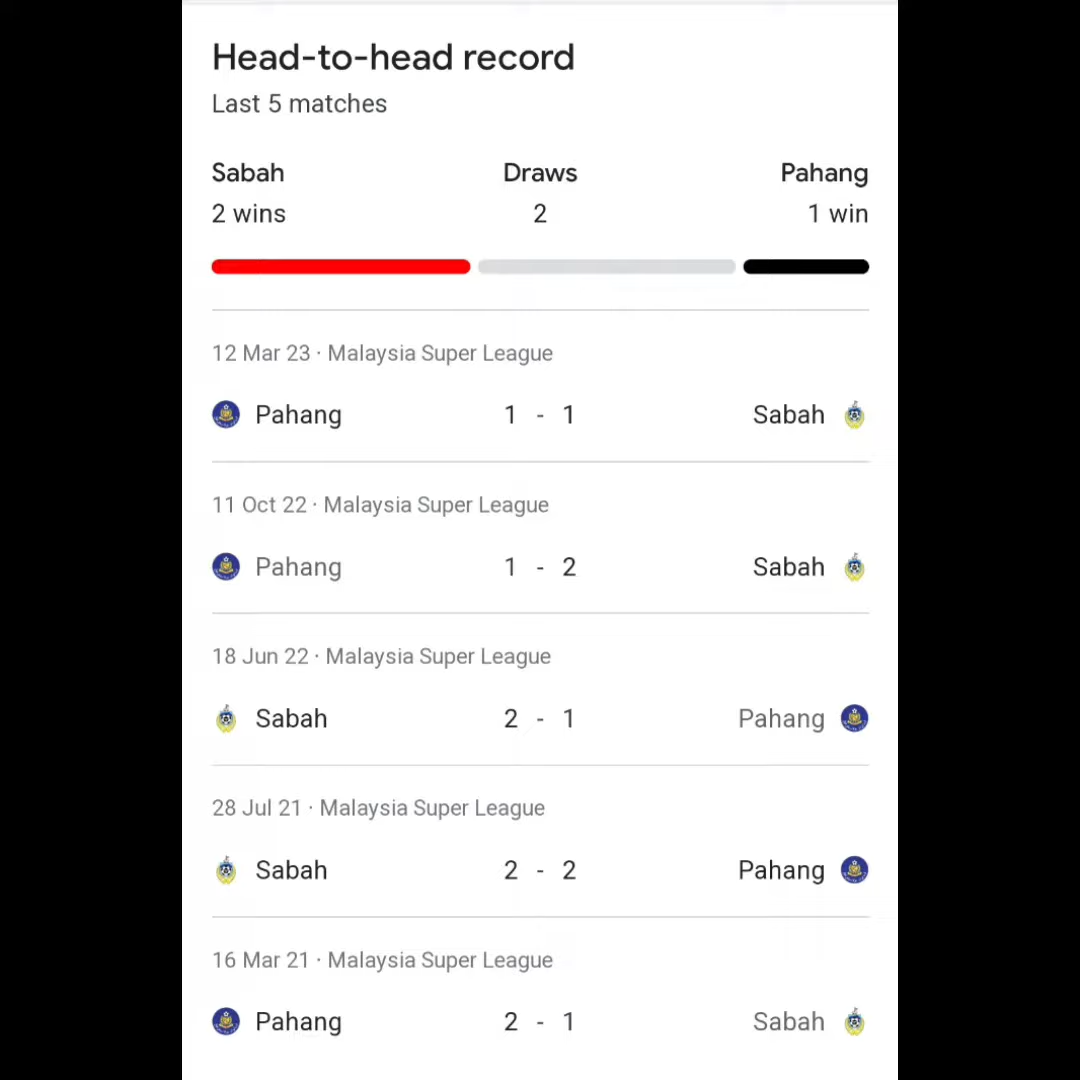 Head-to-head record
Last 5 matches
Sabah Draws Pahang
2 wins 2 1 win
12 Mar 23 · Malaysia Super League
Pahang 1 - 1 Sabah
11 Oct 22 · Malaysia Super League
Pahang 1 - 2 Sabah
18 Jun 22 · Malaysia Super League
Sabah 2 - 1 Pahang
28 Jul 21 · Malaysia Super League
Sabah 2 - 2 Pahang
16 Mar 21 · Malaysia Super League
Pahang 2 - 1 Sabah